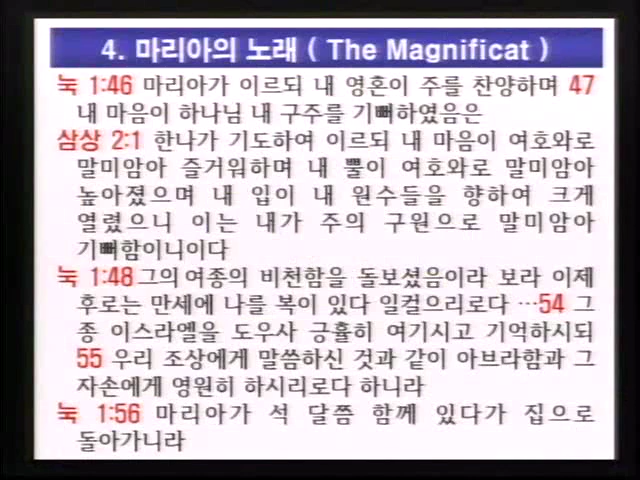 4. 마리아의 노래 ( The Magnificat )
눅 1:46 마리아가 이르되 내 영혼이 주를 찬양하며 47
내 마음이 하나님 내 구주를 기뻐하였음은
삼상 2:1 한나가 기도하여 이르되 내 마음이 여호와로
말미암아 즐거워하며 내 뿔이 여호와로 말미암아
높아졌으며 내 입이 내 원수들을 향하여 크게
열렸으니 이는 내가 주의 구원으로 말미암아
기뻐함이니이다
눅 1:48 그의 여종의 비천함을 돌보셨음이라 보라 이제
후로는 만세에 나를 복이 있다 일컬으리로다 …54 그
종 이스라엘을 도우사 긍휼히 여기시고 기억하시되
55 우리 조상에게 말씀하신 것과 같이 아브라함과 그
자손에게 영원히 하시리로다 하니라
눅 1:56 마리아가 석 달쯤 함께 있다가 집으로
돌아가니라